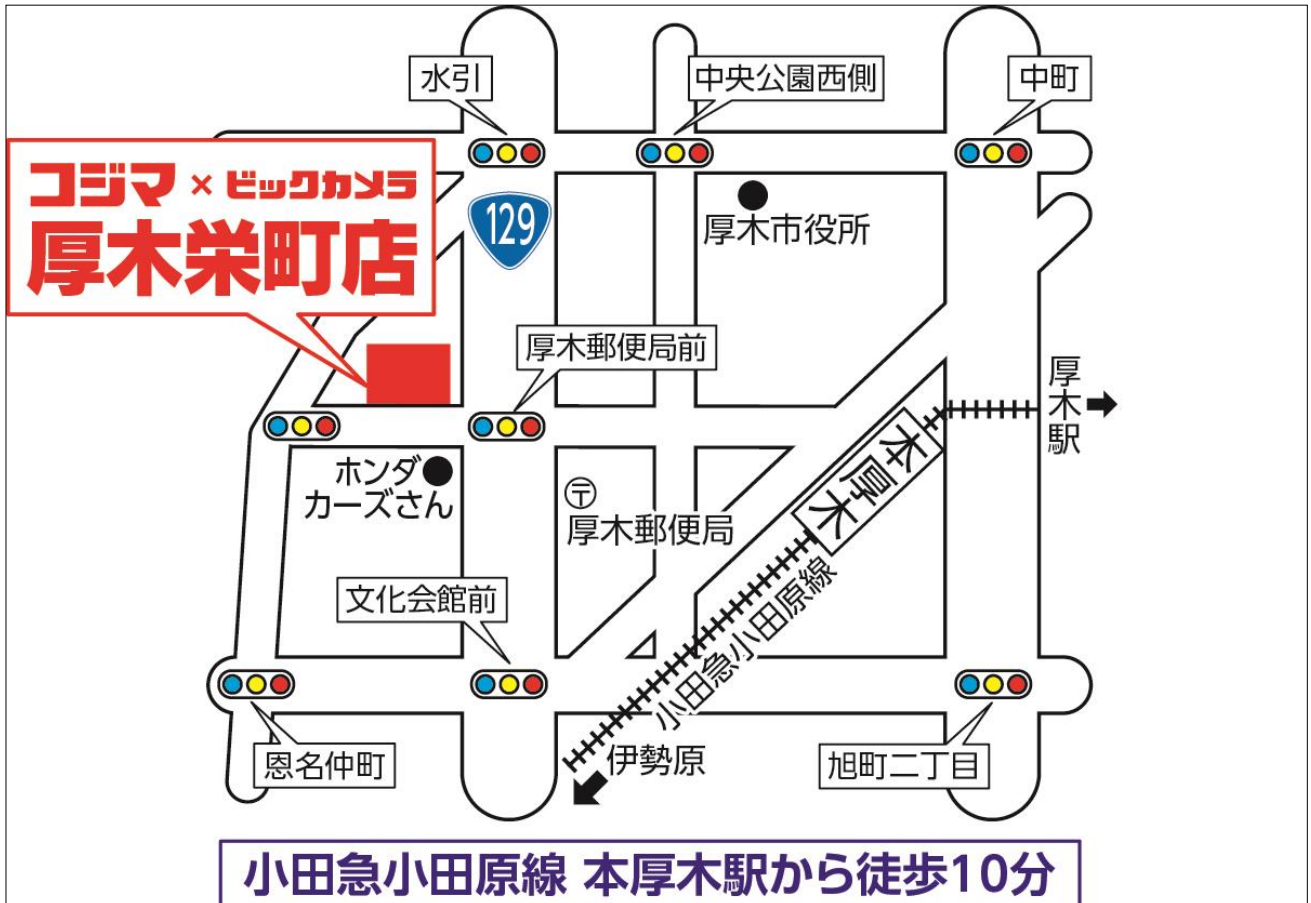 水引
中央公園西側
中町
コジマ×ビックカメラ
厚木栄町店
129
厚木市役所
厚木郵便局前
厚木駅
本厚木
ホンダ
カーズさん
〒
厚木郵便局
文化会館前
小田急小田原線
恩名仲町
伊勢原
旭町二丁目
小田急小田原線 本厚木駅から徒歩10分